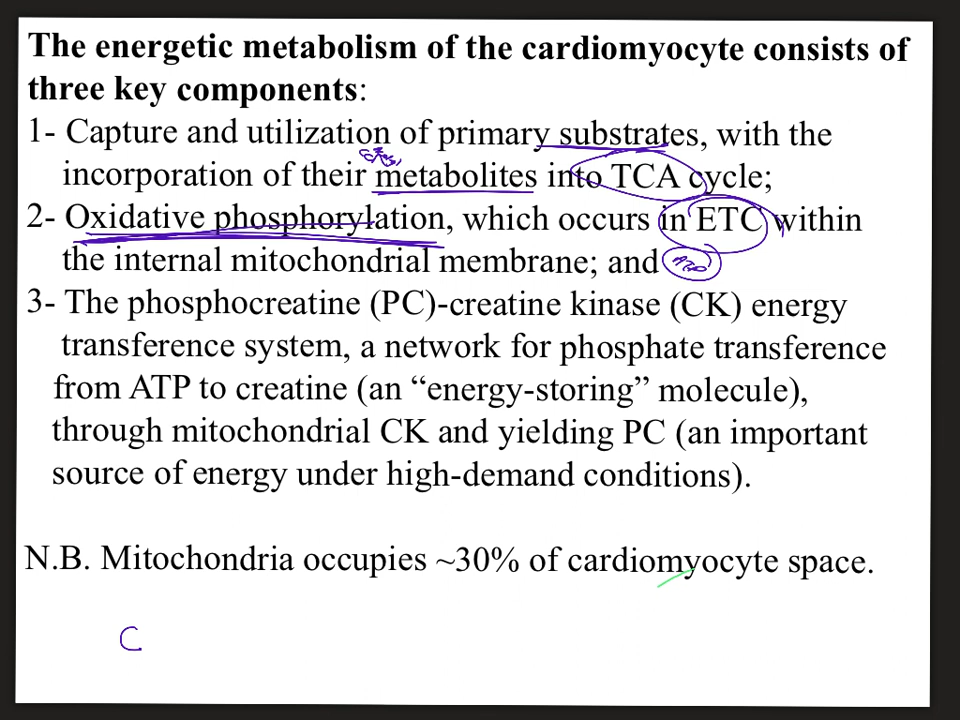 The energetic metabolism of the cardiomyocyte consists of
three key components:
1- Capture and utilization of primary substrates, with the
incorporation of their metabolites into TCA cycle;
2- Oxidative phosphorylation, which occurs in ETC within
the internal mitochondrial membrane; and
3- The phosphocreatine (PC)-creatine kinase (CK) energy
transference system, a network for phosphate transference
from ATP to creatine (an “energy-storing” molecule),
through mitochondrial CK and yielding PC (an important
source of energy under high-demand conditions).
N.B. Mitochondria occupies ~30% of cardiomyocyte space.
C